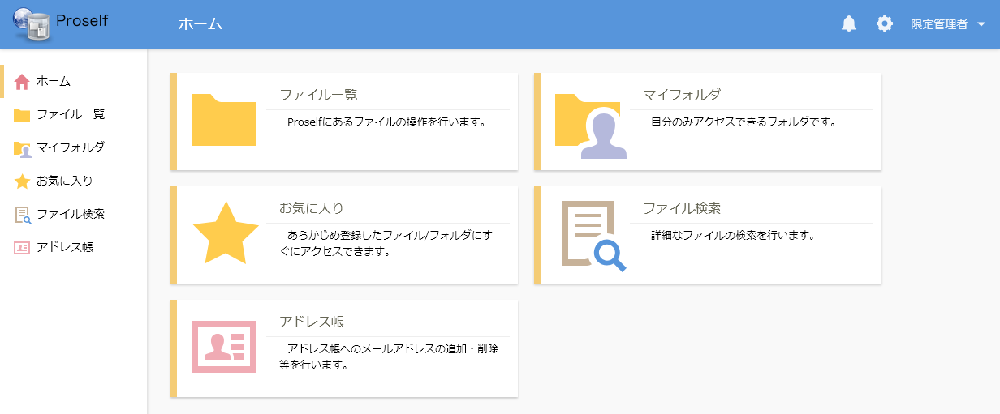 Proself
ホーム
限定管理者
ホーム
ファイル一覧
マイフォルダ
お気に入り
ファイル検索
アドレス帳
ファイル一覧
Proselfにあるファイルの操作を行います。
マイフォルダ
自分のみアクセスできるフォルダです。
お気に入り
あらかじめ登録したファイル/フォルダにす
ぐにアクセスできます。
ファイル検索
詳細なファイルの検索を行います。
アドレス帳
アドレス帳へのメールアドレスの追加・削除
等を行います。